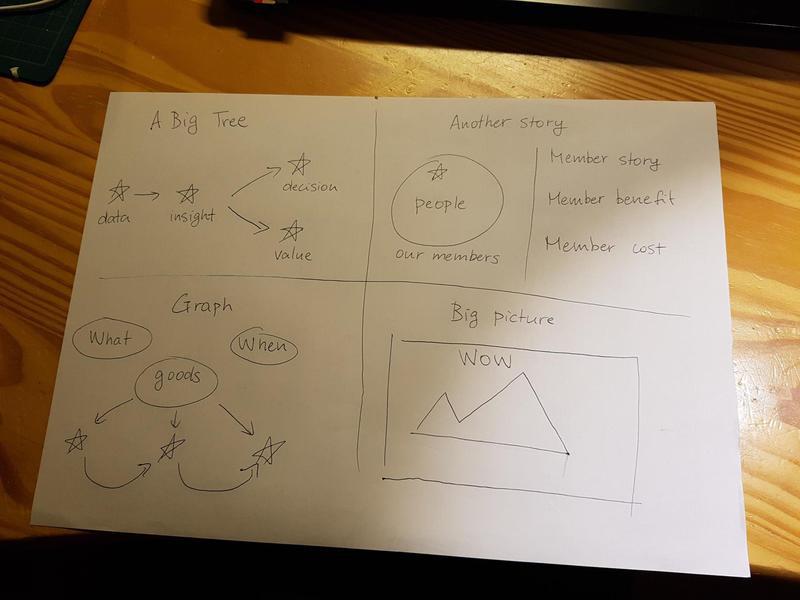 A Big Tree
data
insight
decision
value
Another story
people
our members
Member story
Member benefit
Member cost
Graph
What
When
goods
Big picture
WOW